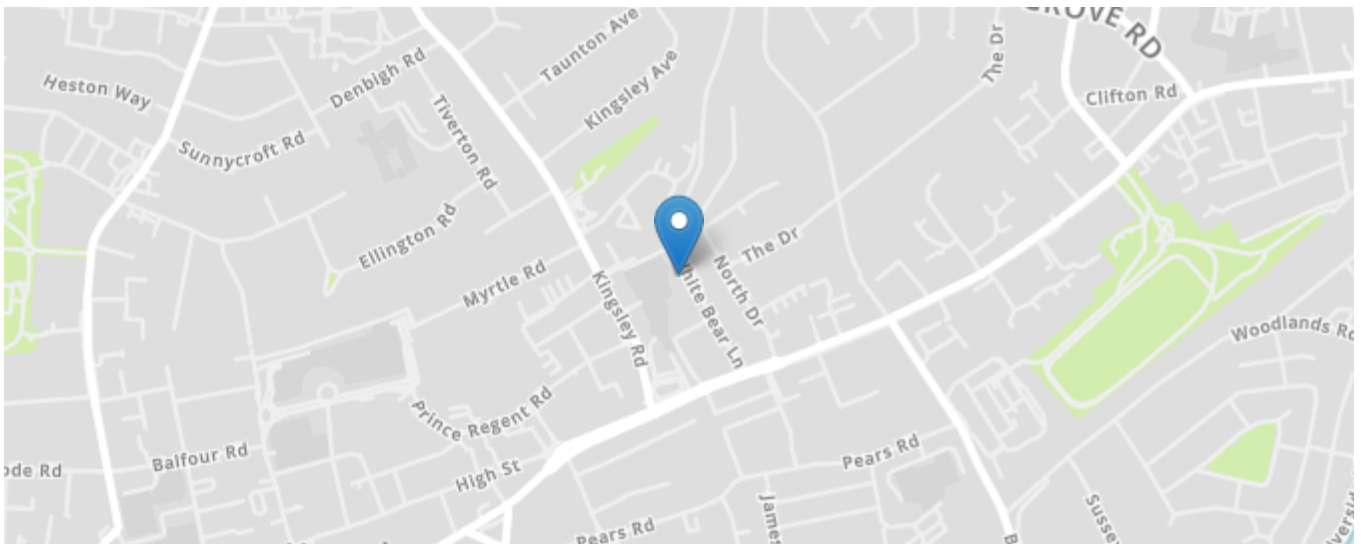 GROVE RD
Taunton Ave
The Dr
Denbigh Rd
Kingsley Ave
Heston Way
Clifton Rd
Tiverton Rd
Sunnycroft Rd
Ellington Rd
The Dr
Myrtle Rd
North Dr
hite Bear Ln
Kingsley Rd
Woodlands Rd
Prince Regent Rd
Pears Rd
Balfour Rd
ode Rd
High St
James
Susse
Pears Rd
B